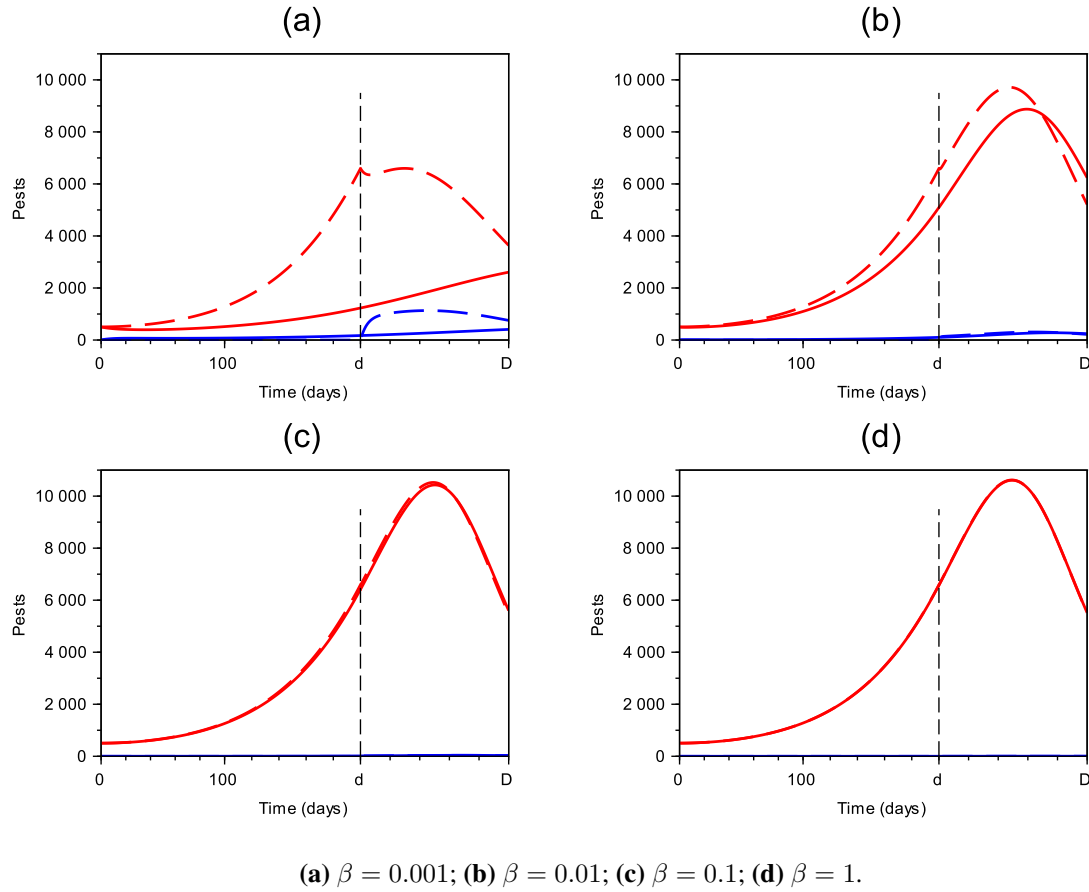 (a)
10 000
8 000
6 000
4 000
2 000
0
Pests
0 100 d D
Time (days)
(b)
10 000
8 000
6 000
4 000
2 000
0
Pests
0 100 d D
Time (days)
(c)
10 000
8 000
6 000
4 000
2 000
0
Pests
0 100 d D
Time (days)
(d)
10 000
8 000
6 000
4 000
2 000
0
Pests
0 100 d D
Time (days)
(a) β = 0.001; (b) β = 0.01; (c) β = 0.1; (d) β = 1.